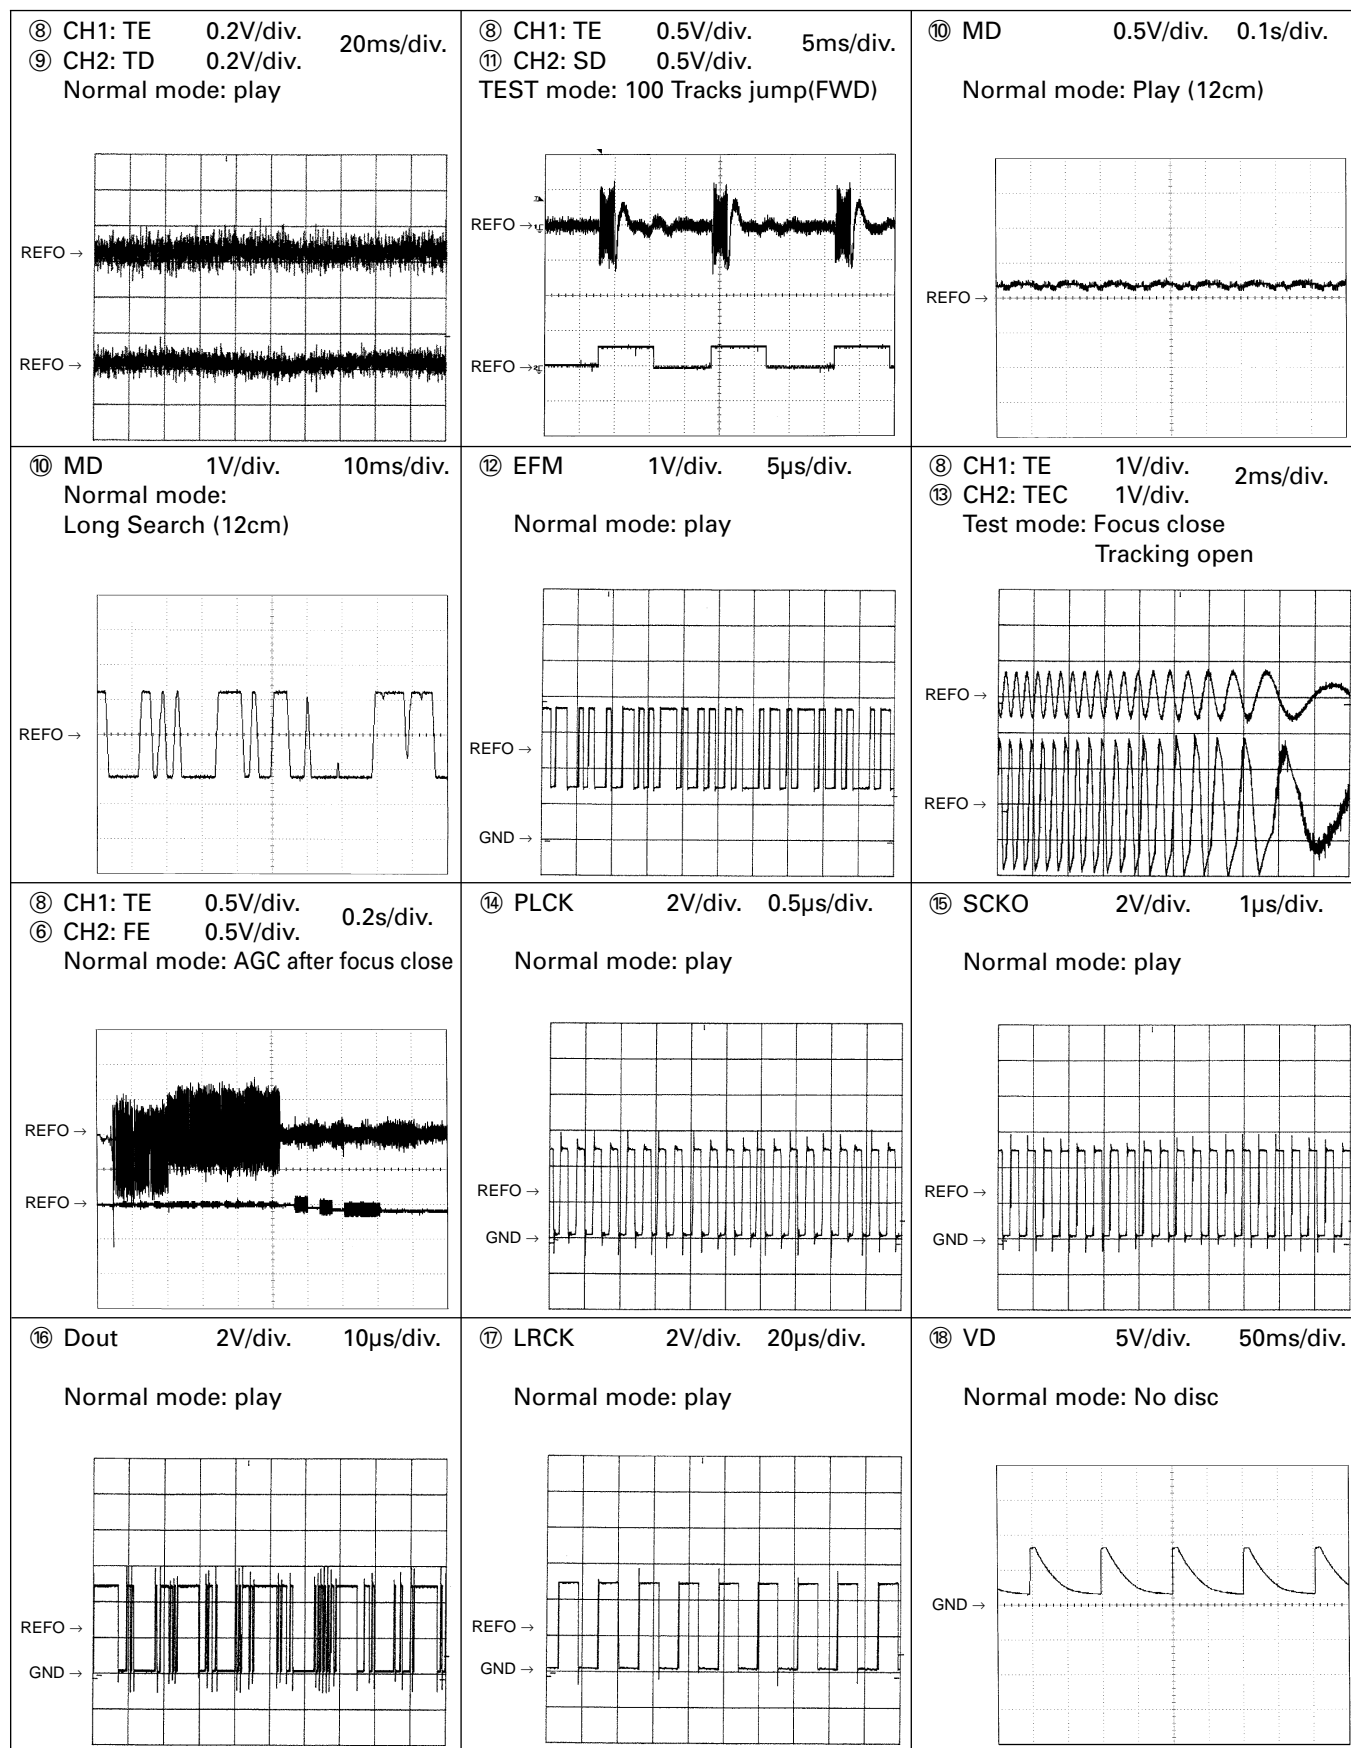 ⑧ CH1: TE 0.2V/div. 20ms/div.
⑨ CH2: TD 0.2V/div.
Normal mode: play
REFO →
REFO →
⑧ CH1: TE 0.5V/div. 5ms/div.
⑪ CH2: SD 0.5V/div.
TEST mode: 100 Tracks jump(FWD)
REFO →
REFO →
⑩ MD 0.5V/div. 0.1s/div.
Normal mode: Play (12cm)
REFO →
⑩ MD 1V/div. 10ms/div.
Normal mode:
Long Search (12cm)
REFO →
⑫ EFM 1V/div. 5µs/div.
Normal mode: play
REFO →
GND →
⑧ CH1: TE 1V/div. 2ms/div.
⑬ CH2: TEC 1V/div.
Test mode: Focus close
Tracking open
REFO →
REFO →
⑧ CH1: TE 0.5V/div. 0.2s/div.
⑥ CH2: FE 0.5V/div.
Normal mode: AGC after focus close
REFO →
REFO →
⑭ PLCK 2V/div. 0.5µs/div.
Normal mode: play
REFO →
GND →
⑮ SCKO 2V/div. 1µs/div.
Normal mode: play
REFO →
GND →
⑯ Dout 2V/div. 10µs/div.
Normal mode: play
REFO →
GND →
⑰ LRCK 2V/div. 20µs/div.
Normal mode: play
REFO →
GND →
⑱ VD 5V/div. 50ms/div.
Normal mode: No disc
GND →